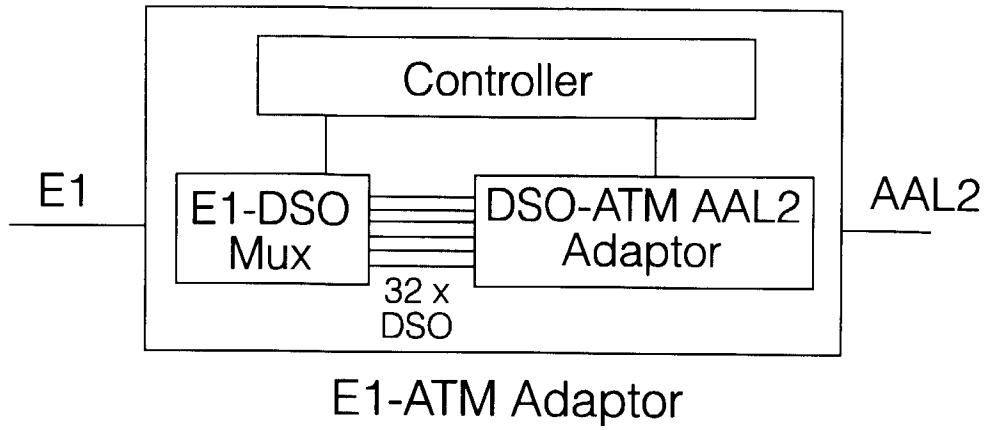 Controller
E1
E1-DSO
Mux
DSO-ATM AAL2
Adaptor
AAL2
32 x
DSO
E1-ATM Adaptor